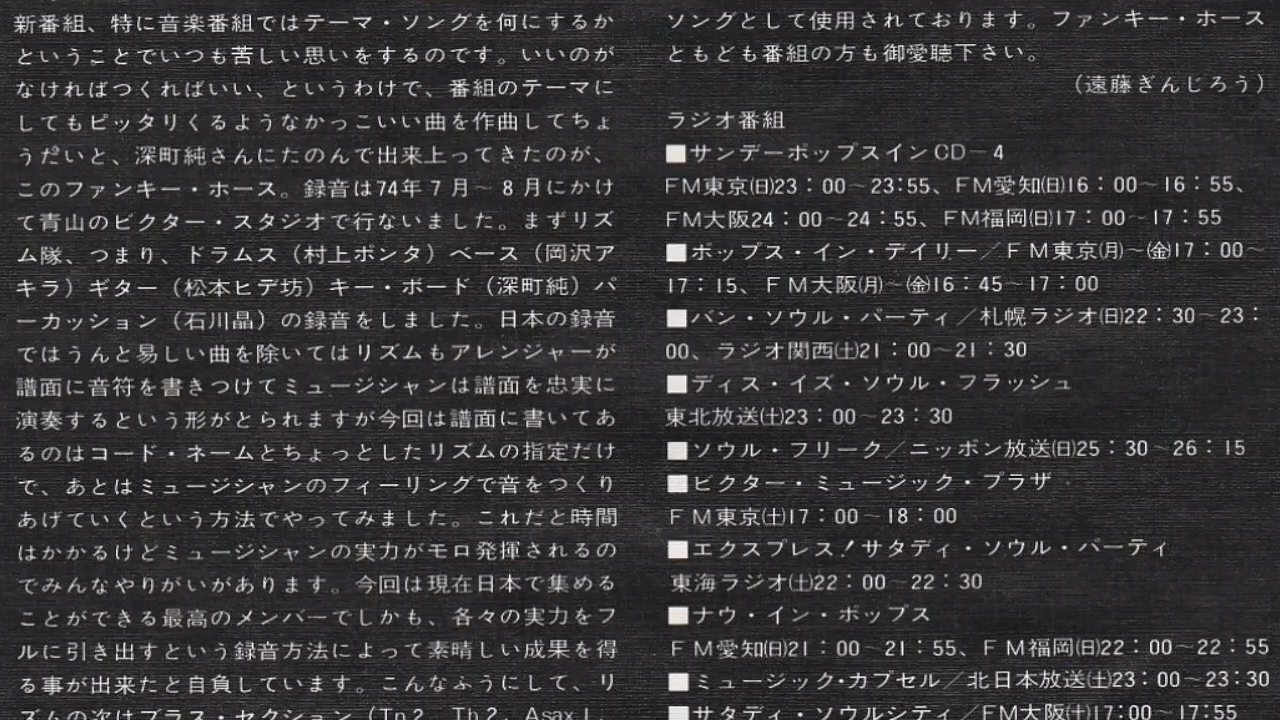 新番組、特に音楽番組ではテーマ・ソングを何にするか
ということでいつも苦しい思いをするのです。いいのが
なければつくればいい、というわけで、番組のテーマに
してもピッタリくるようなかっこいい曲を作曲してちょ
うだいと、深町純さんにたのんで出来上ってきたのが、
このファンキー・ホース。録音は74年7月~8月にかけ
て青山のビクター・スタジオで行ないました。まずリズ
ム隊、つまり、ドラムス（村上ポンタ）ベース（岡沢ア
キラ）ギター（松本ヒデ坊）キー・ボード（深町純）パ
ーカッション（石川晶）の録音をしました。日本の録音
ではうんと易しい曲を除いてはリズムもアレンジャーが
譜面に音符を書きつけてミュージシャンは譜面を忠実に
演奏するという形がとられますが今回は譜面に書いてあ
るのはコード・ネームとちょっとしたリズムの指定だけ
で、あとはミュージシャンのフィーリングで音をつくり
あげていくという方法でやってみました。これだと時間
はかかるけどミュージシャンの実力がモロ発揮されるの
でみんなやりがいがあります。今回は現在日本で集める
ことができる最高のメンバーでしかも、各々の実力をフ
ルに引き出すという録音方法によって素晴しい成果を得
る事が出来たと自負しています。こんなふうにして、リ
ズムの次はブラス・セクション（Tp 2、Tb 2、Asax 1、
ソングとして使用されております。ファンキー・ホース
ともども番組の方も御愛聴下さい。
（遠藤ぎんじろう）
ラジオ番組
■サンデーポップスインCD－4
FM東京㈰23：00~23:55、FM愛知㈰16：00~16：55、
FM大阪24：00~24：55、FM福岡㈰17：00~17：55
■ポップス・イン・デイリー／FM東京㈪~㈮17：00~
17：15、FM大阪㈪~㈮16：45~17：00
■バン・ソウル・パーティ／札幌ラジオ㈰22：30~23：
00、ラジオ関西㈯21：00~21：30
■ディス・イズ・ソウル・フラッシュ
東北放送㈯23：00~23：30
■ソウル・フリーク／ニッポン放送㈰25：30~26：15
■ビクター・ミュージック・プラザ
FM東京㈯17：00~18：00
■エクスプレス！サタディ・ソウル・パーティ
東海ラジオ㈯22：00~22：30
■ナウ・イン・ポップス
FM愛知㈰21：00~21：55、FM福岡㈰22：00~22：55
■ミュージック・カプセル／北日本放送㈯23：00~23：30
■サタディ・ソウルシティ／FM大阪㈯17:00~17:55